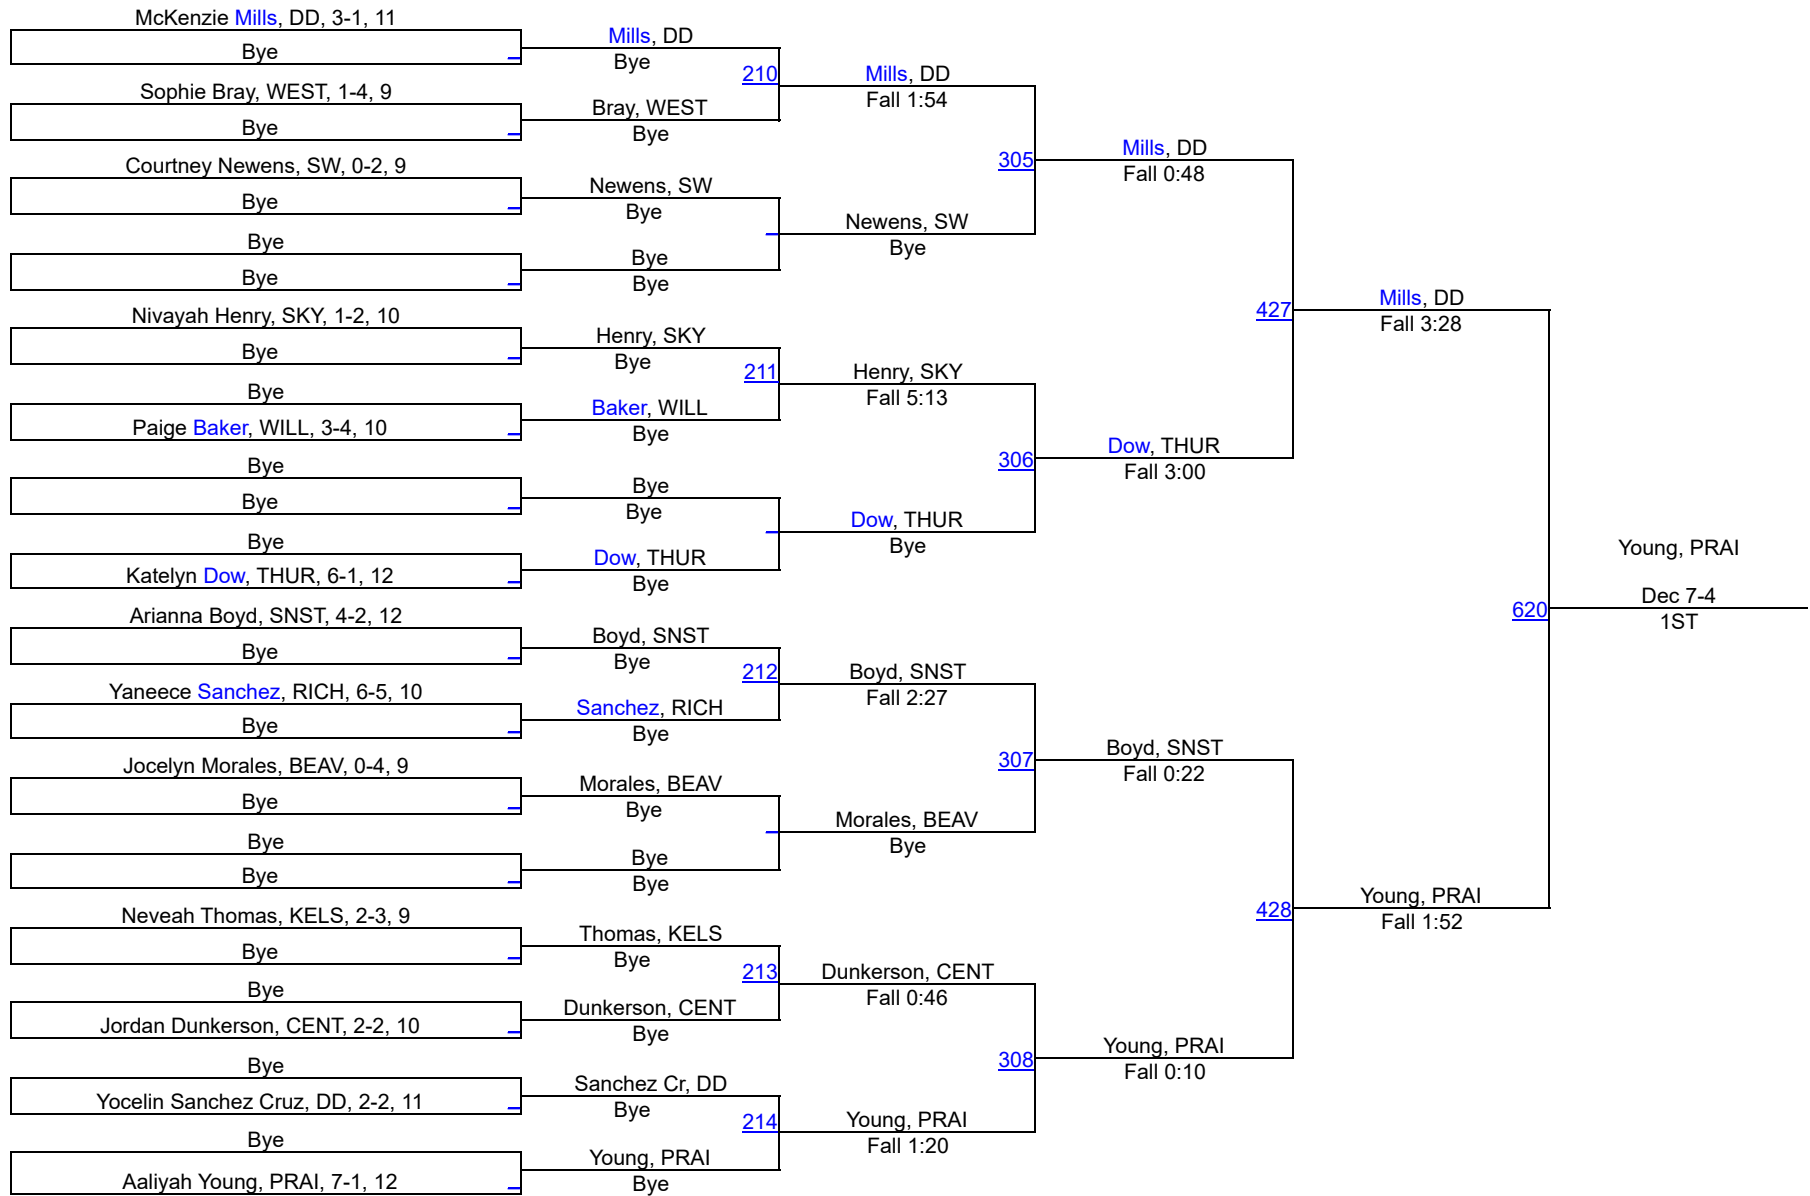 McKenzie Mills, DD, 3-1, 11
Bye
Sophie Bray, WEST, 1-4, 9
Bye
Courtney Newens, SW, 0-2, 9
Bye
Bye
Bye
Nivayah Henry, SKY, 1-2, 10
Bye
Bye
Paige Baker, WILL, 3-4, 10
Bye
Bye
Bye
Katelyn Dow, THUR, 6-1, 12
Arianna Boyd, SNST, 4-2, 12
Bye
Yaneece Sanchez, RICH, 6-5, 10
Bye
Jocelyn Morales, BEAV, 0-4, 9
Bye
Bye
Bye
Neveah Thomas, KELS, 2-3, 9
Bye
Bye
Jordan Dunkerson, CENT, 2-2, 10
Bye
Yocelin Sanchez Cruz, DD, 2-2, 11
Bye
Aaliyah Young, PRAI, 7-1, 12
Mills, DD
Bye
210
Bray, WEST
Bye
Newens, SW
Bye
Bye
Bye
Henry, SKY
Bye
211
Baker, WILL
Bye
Bye
Bye
Dow, THUR
Bye
Boyd, SNST
Bye
212
Sanchez, RICH
Bye
Morales, BEAV
Bye
Bye
Bye
Thomas, KELS
Bye
213
Dunkerson, CENT
Bye
Sanchez Cr, DD
Bye
214
Young, PRAI
Bye
Mills, DD
Fall 1:54
305
Newens, SW
Bye
Henry, SKY
Fall 5:13
306
Dow, THUR
Bye
Boyd, SNST
Fall 2:27
307
Morales, BEAV
Bye
Dunkerson, CENT
Fall 0:46
308
Young, PRAI
Fall 1:20
Mills, DD
Fall 0:48
427
Dow, THUR
Fall 3:00
Boyd, SNST
Fall 0:22
428
Young, PRAI
Fall 0:10
Mills, DD
Fall 3:28
620
Young, PRAI
Fall 1:52
Young, PRAI
Dec 7-4
1ST